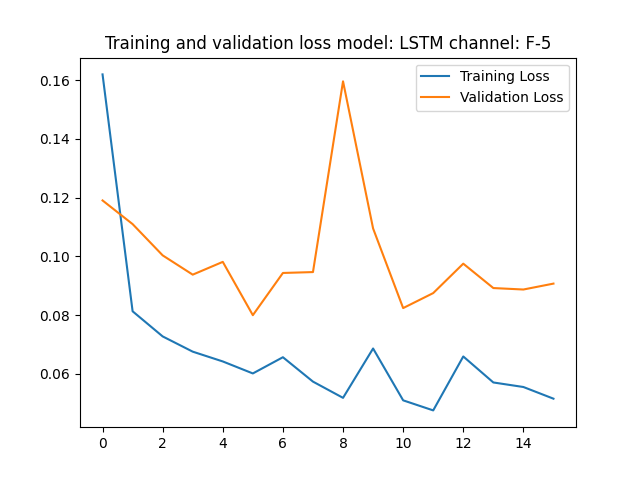 Training and validation loss model: LSTM channel: F-5
Training Loss
Validation Loss
0.16
0.14
0.12
0.10
0.08
0.06
0 2 4 6 8 10 12 14